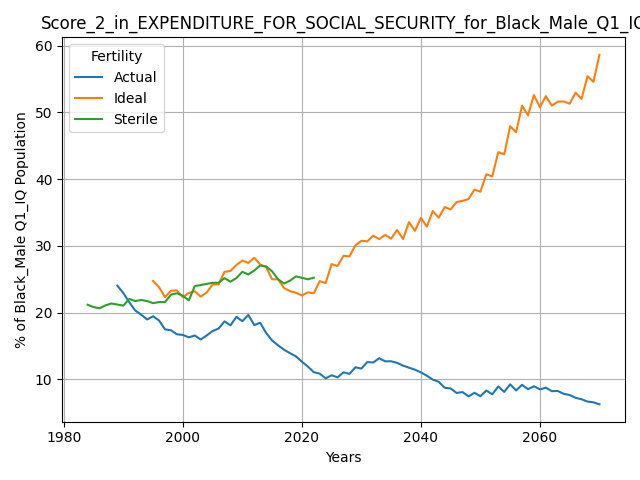 Score_2_in_EXPENDITURE_FOR_SOCIAL_SECURITY_for_Black_Male_Q1_IQ
Fertility
Actual
Ideal
Sterile
% of Black_Male Q1_IQ Population
60
50
40
30
20
10
1980 2000 2020 2040 2060
Years